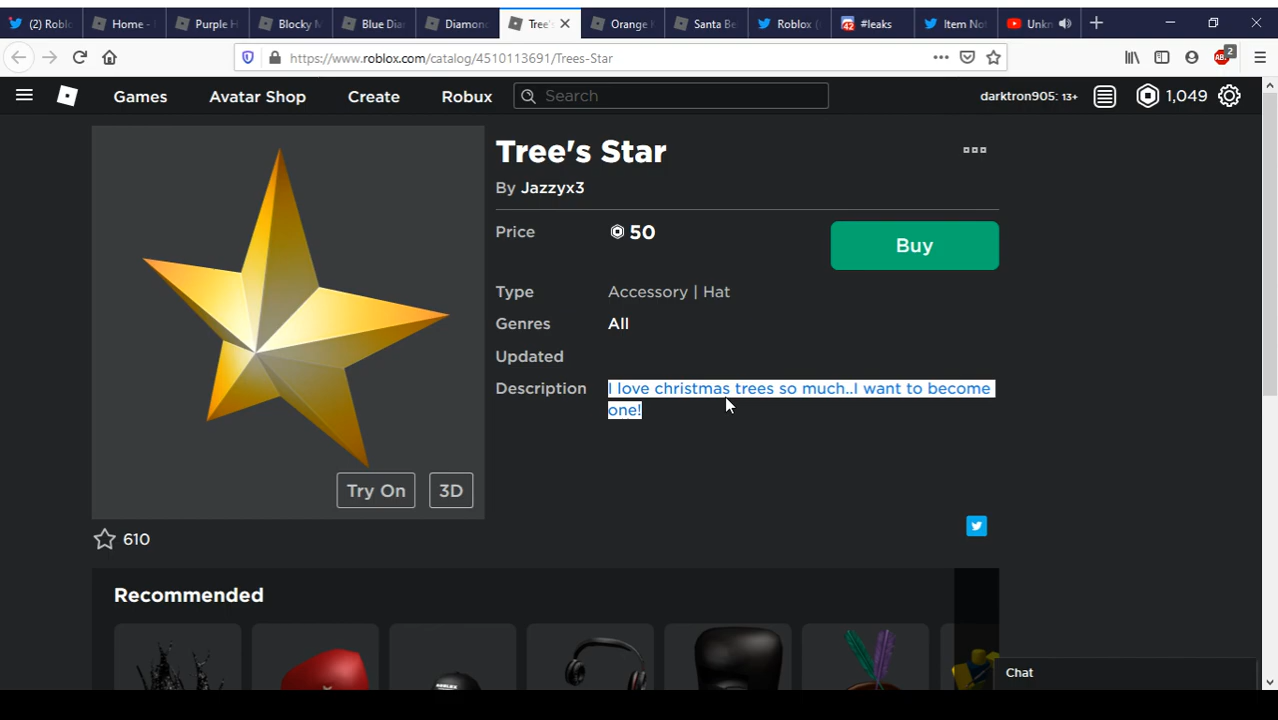 (2) Roblo
Home -
Purple H
Blocky M
Blue Dia
Diamon
Tree's
Orange
Santa Be
Roblox (
#leaks
Item Not
Unkn
https://www.roblox.com/catalog/4510113691/Trees-Star
2
Games
Avatar Shop
Create
Robux
Search
darktron905: 13+
1,049
Tree's Star
By Jazzyx3
Price
50
Buy
Type
Accessory | Hat
Genres
All
Updated
Description
I love christmas trees so much..I want to become
one!
Try On
3D
610
Recommended
ROBLOX
Chat